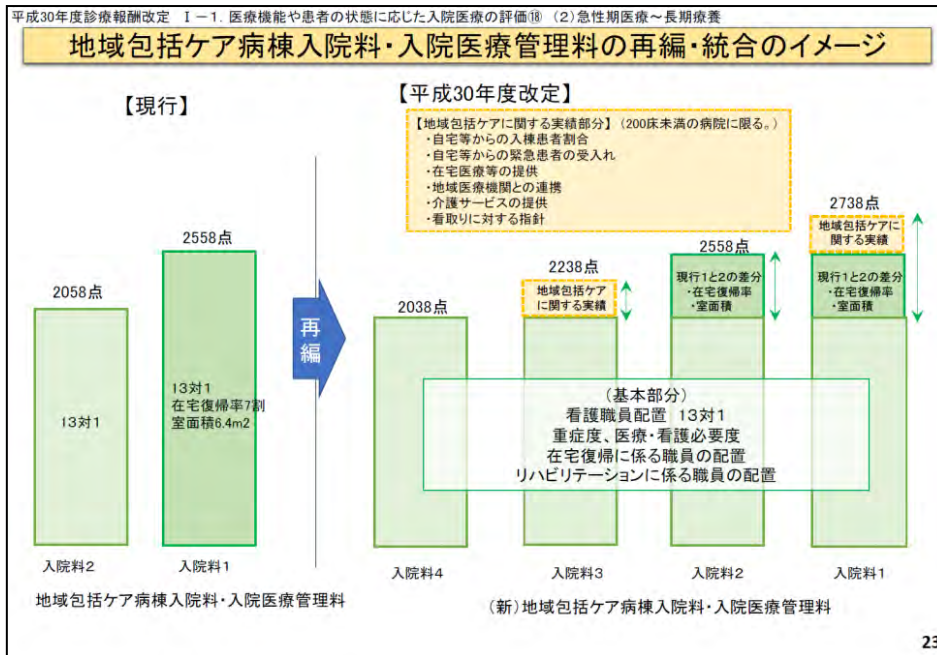 平成30年度診療報酬改定 Ⅰ－1．医療機能や患者の状態に応じた入院医療の評価⑱ (2)急性期医療～長期療養
地域包括ケア病棟入院料・入院医療管理料の再編・統合のイメージ
【現行】
【平成30年度改定】
【地域包括ケアに関する実績部分】 (200床未満の病院に限る。)
・自宅等からの入棟患者割合
・自宅等からの緊急患者の受入れ
・在宅医療等の提供
・地域医療機関との連携
・介護サービスの提供
・看取りに対する指針
2058点
13対1
入院料2
2558点
13対1
在宅復帰率7割
室面積6.4m2
入院料1
地域包括ケア病棟入院料・入院医療管理料
再編
2038点
2238点
地域包括ケア
に関する実績
2558点
現行1と2の差分
・在宅復帰率
・室面積
2738点
地域包括ケアに
関する実績
現行1と2の差分
・在宅復帰率
・室面積
(基本部分)
看護職員配置 13対1
重症度、医療・看護必要度
在宅復帰に係る職員の配置
リハビリテーションに係る職員の配置
入院料4
入院料3
入院料2
入院料1
(新)地域包括ケア病棟入院料・入院医療管理料
23